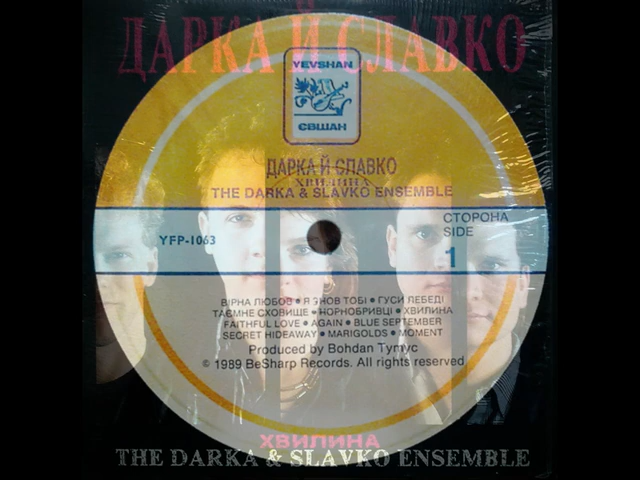 ДАРКА Й СЛАВКО
YEVSHAN
ЄВШАН
ДАРКА Й СЛАВКО
ХВИЛИНА
THE DARKA & SLAVKO ENSEMBLE
YFP-1063
СТОРОНА
SIDE
1
ВІРНА ЛЮБОВ • Я ЗНОВ ТОБІ • ГУСИ ЛЕБЕДІ
ТАЄМНЕ СХОВИЩЕ • ЧОРНОБРИВЦІ • ХВИЛИНА
FAITHFUL LOVE • AGAIN • BLUE SEPTEMBER
SECRET HIDEAWAY • MARIGOLDS • MOMENT
Produced by Bohdan Tymyc
© 1989 BeSharp Records. All rights reserved
ХВИЛИНА
THE DARKA & SLAVKO ENSEMBLE